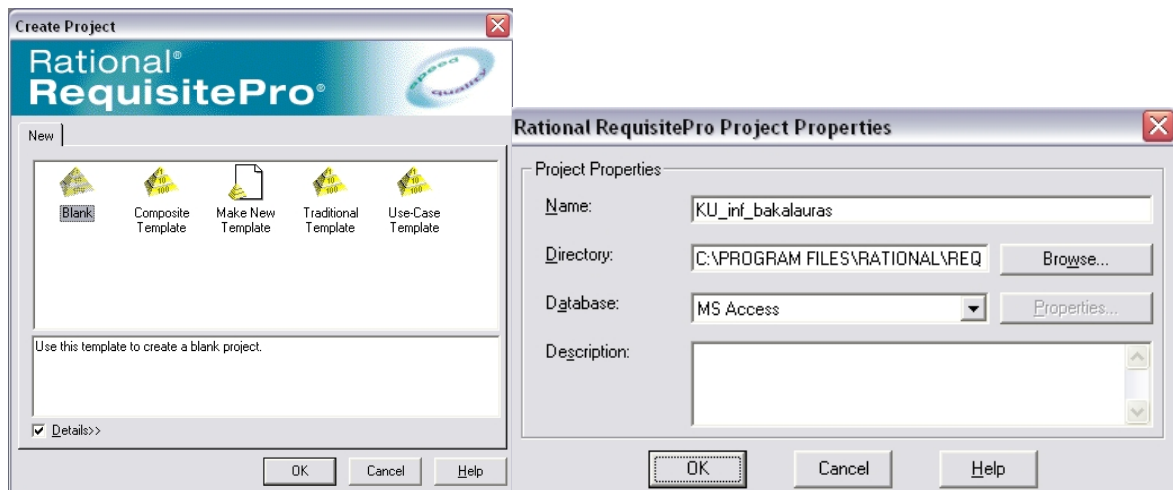 Create Project
Rational®
RequisitePro®
speed
quality
New
Blank
Composite
Template
Make New
Template
Traditional
Template
Use-Case
Template
Use this template to create a blank project.
Details>>
OK Cancel Help
Rational RequisitePro Project Properties
Project Properties
Name: KU_inf_bakalauras
Directory: C:\PROGRAM FILES\RATIONAL\REQ Browse...
Database: MS Access Properties...
Description:
OK Cancel Help